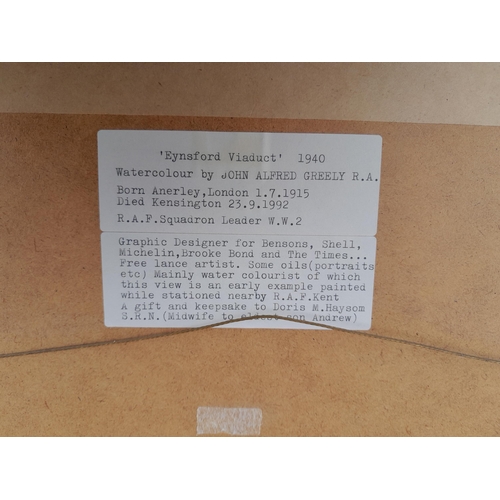 'Eynsford Viaduct' 1940
Watercolour by JOHN ALFRED GREELY R.A.
Born Anerley,London 1.7.1915
Died Kensington 23.9.1992
R.A.F.Squadron Leader W.W.2
Graphic Designer for Bensons, Shell,
Michelin,Brooke Bond and The Times...
Free lance artist. Some oils(portraits
etc) Mainly water colourist of which
this view is an early example painted
while stationed nearby R.A.F.Kent
A gift and keepsake to Doris M.Haysom
S.R.N.(Midwife to eldest son Andrew)